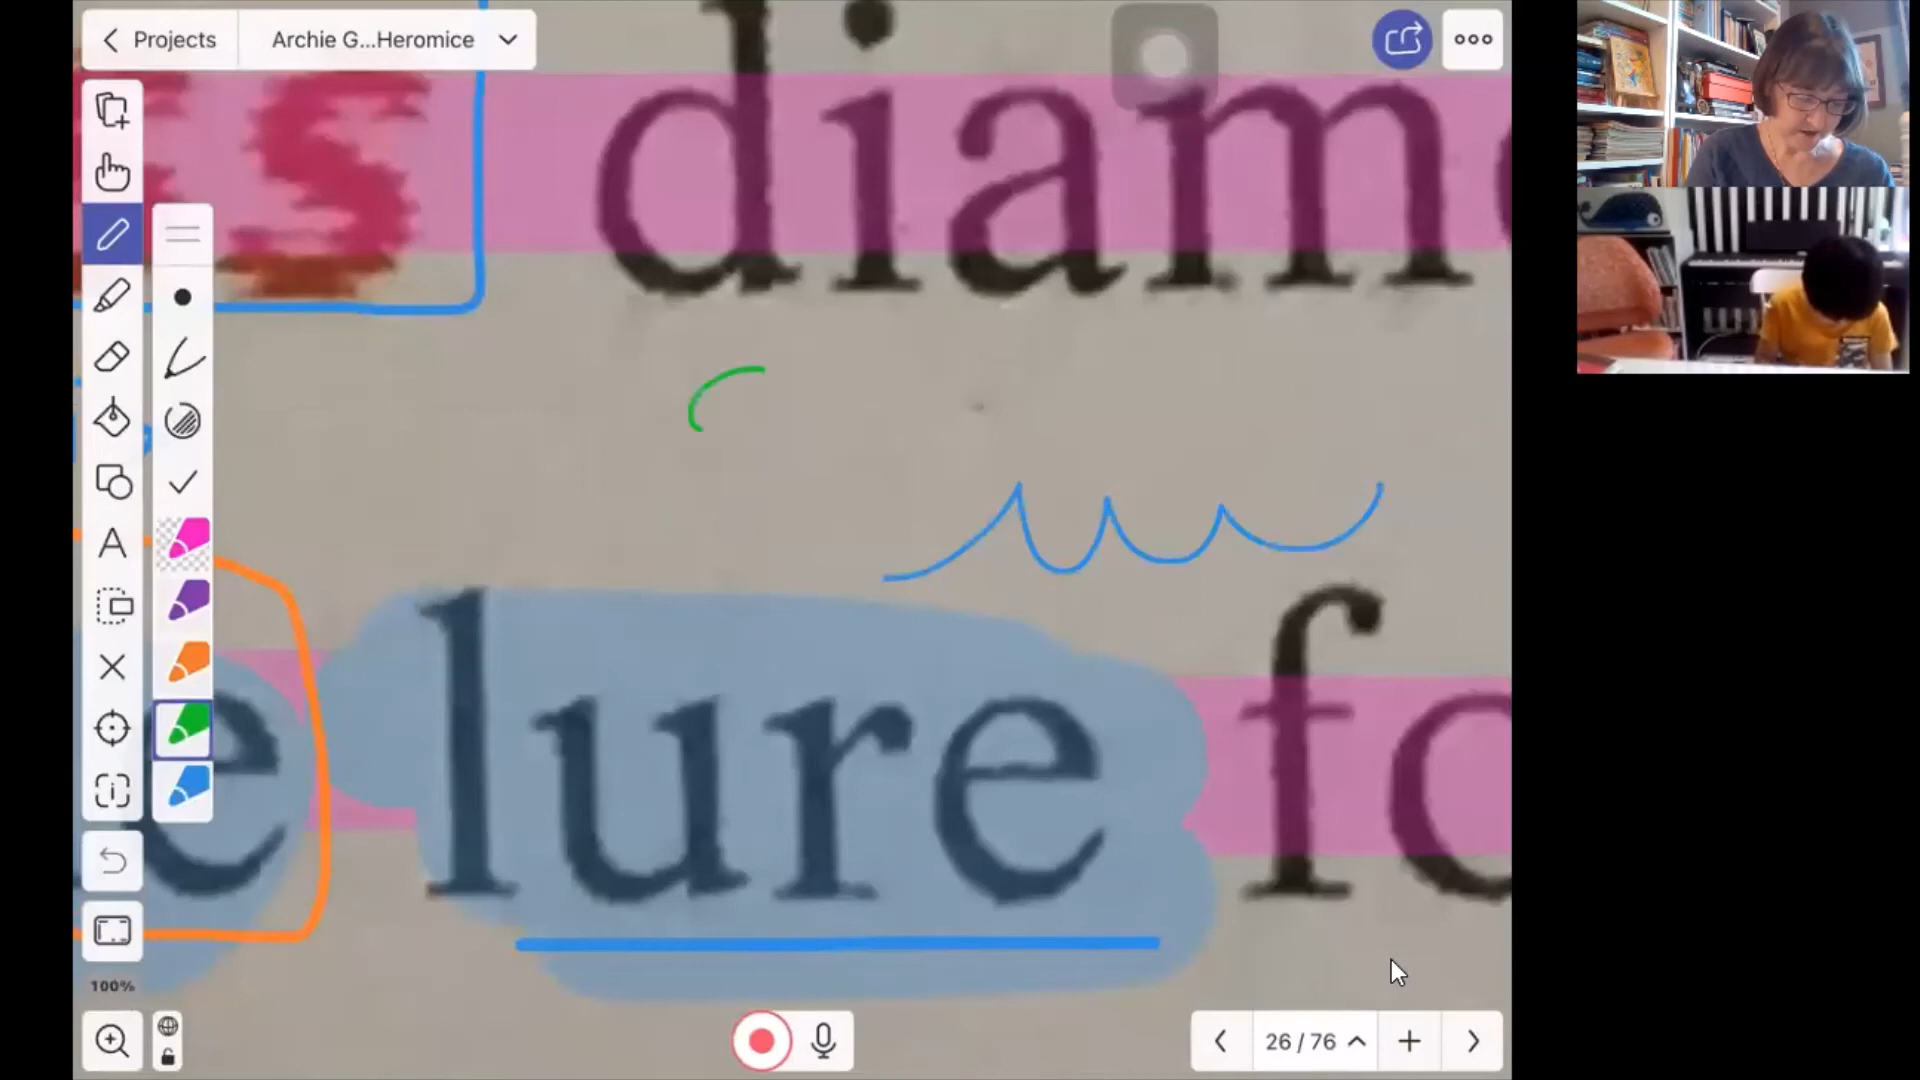 Projects
Archie G...Heromice
s diam
e lure fo
100%
26 / 76